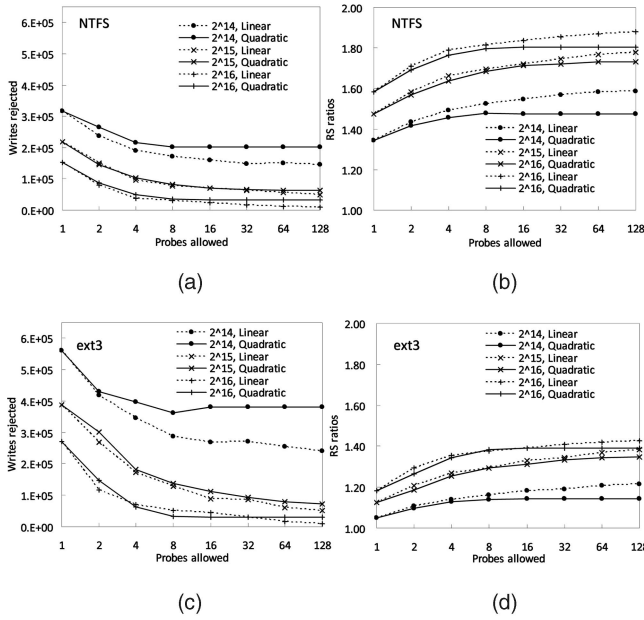 NTFS
6.E+05
5.E+05
4.E+05
3.E+05
2.E+05
1.E+05
0.E+00
Writes rejected
2^14, Linear
2^14, Quadratic
2^15, Linear
2^15, Quadratic
2^16, Linear
2^16, Quadratic
1 2 4 8 16 32 64 128
Probes allowed
(a)
NTFS
2.00
1.80
1.60
1.40
1.20
1.00
RS ratios
2^14, Linear
2^14, Quadratic
2^15, Linear
2^16, Quadratic
2^16, Linear
2^16, Quadratic
1 2 4 8 16 32 64 128
Probes allowed
(b)
ext3
6.E+05
5.E+05
4.E+05
3.E+05
2.E+05
1.E+05
0.E+00
Writes rejected
2^14, Linear
2^14, Quadratic
2^15, Linear
2^15, Quadratic
2^16, Linear
2^16, Quadratic
1 2 4 8 16 32 64 128
Probes allowed
(c)
ext3
2.00
1.80
1.60
1.40
1.20
1.00
RS ratios
2^14, Linear
2^14, Quadratic
2^15, Linear
2^16, Quadratic
2^16, Linear
2^16, Quadratic
1 2 4 8 16 32 64 128
Probes allowed
(d)